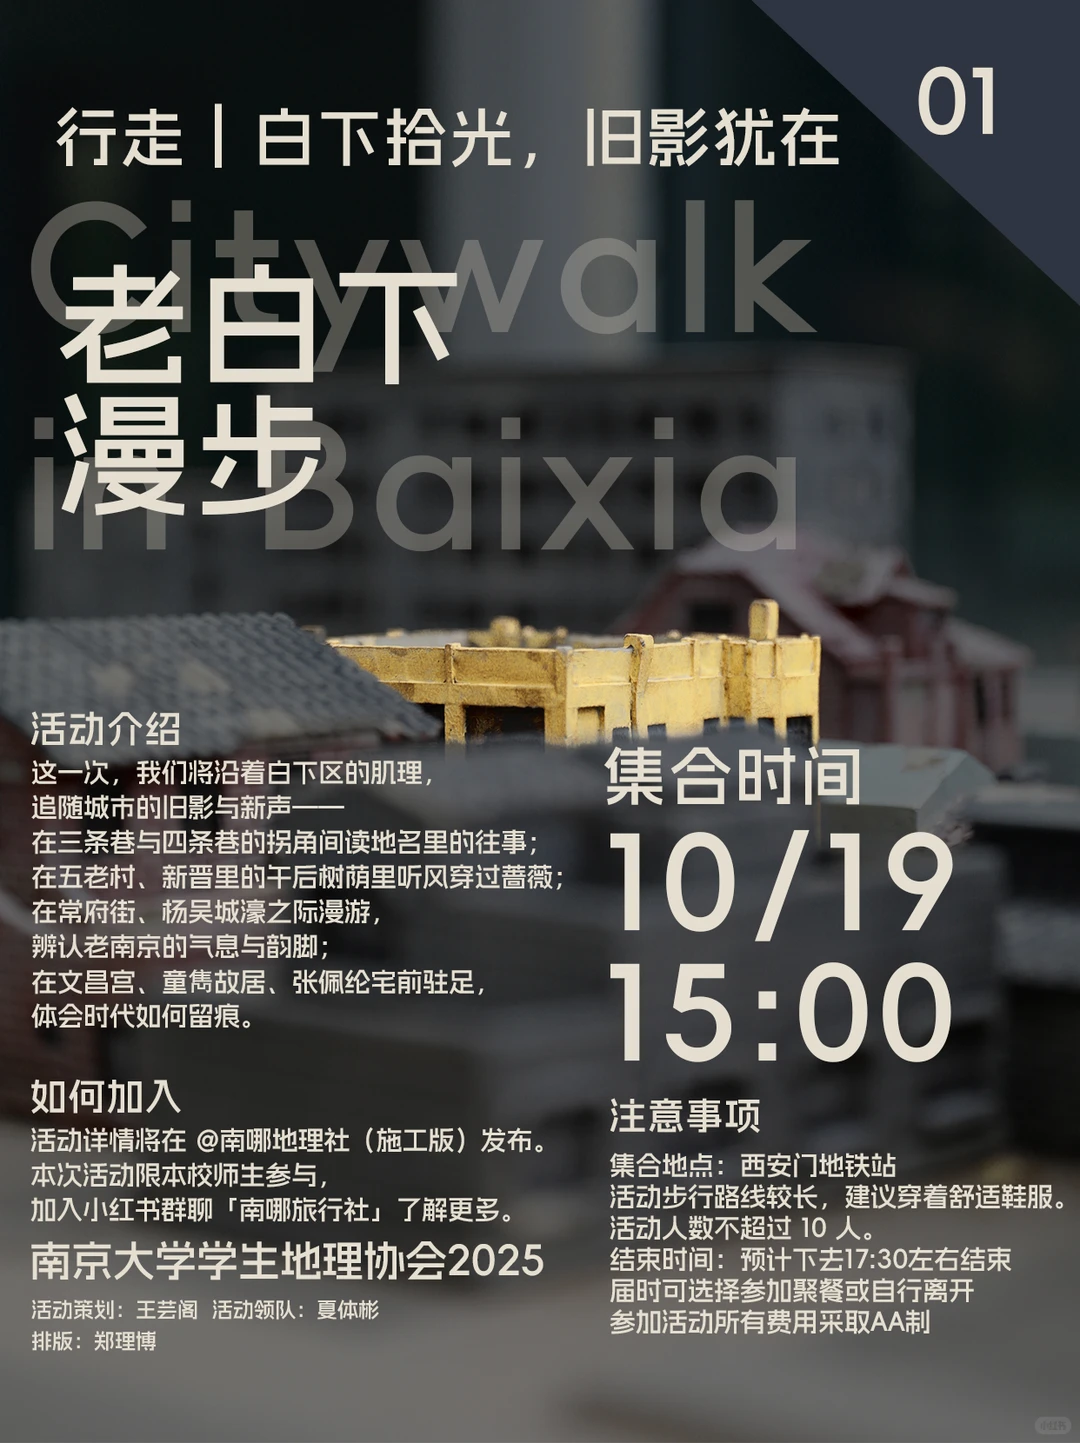 01
行走｜白下拾光，旧影犹在
Citywalk
老白下
漫步
in Baixia
活动介绍
这一次，我们将沿着白下区的肌理，
追随城市的旧影与新声——
在三条巷与四条巷的拐角间读地名里的往事；
在五老村、新晋里的午后树荫里听风穿过蔷薇；
在常府街、杨吴城濠之际漫游，
辨认老南京的气息与韵脚；
在文昌宫、童雋故居、张佩纶宅前驻足，
体会时代如何留痕。
如何加入
活动详情将在 @南哪地理社（施工版）发布。
本次活动限本校师生参与，
加入小红书群聊「南哪旅行社」了解更多。
南京大学学生地理协会2025
活动策划：王芸阁 活动领队：夏体彬
排版：郑理博
集合时间
10/19
15:00
注意事项
集合地点：西安门地铁站
活动步行路线较长，建议穿着舒适鞋服。
活动人数不超过 10 人。
结束时间：预计下去17:30左右结束
届时可选择参加聚餐或自行离开
参加活动所有费用采取AA制
小红书